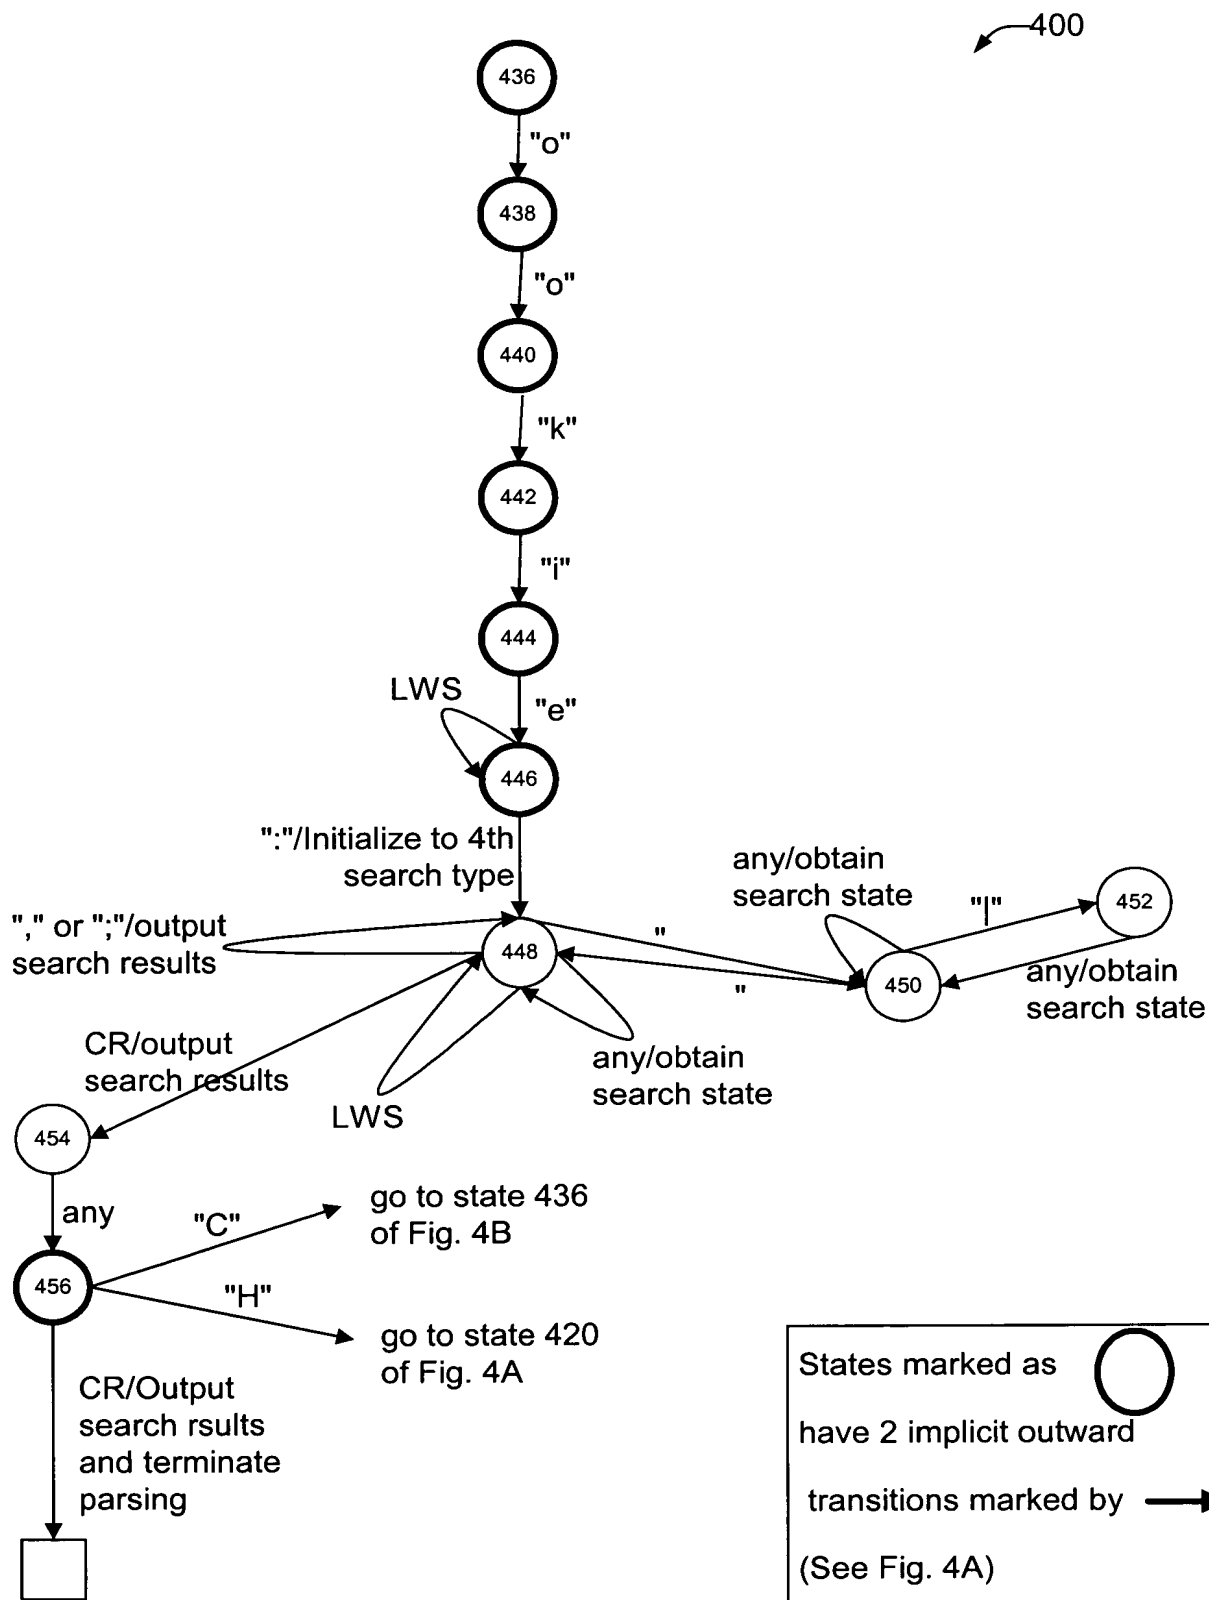 400
436
"o"
438
"o"
440
"k"
442
"i"
444
LWS
"e"
446
":"/Initialize to 4th
search type
any/obtain
search state
"l"
452
"," or ";"/output
search results
448
"
"
450
any/obtain
search state
CR/output
search results
any/obtain
search state
LWS
454
any
"C"
go to state 436
of Fig. 4B
456
"H"
go to state 420
of Fig. 4A
CR/Output
search rsults
and terminate
parsing
States marked as
have 2 implicit outward
transitions marked by
(See Fig. 4A)